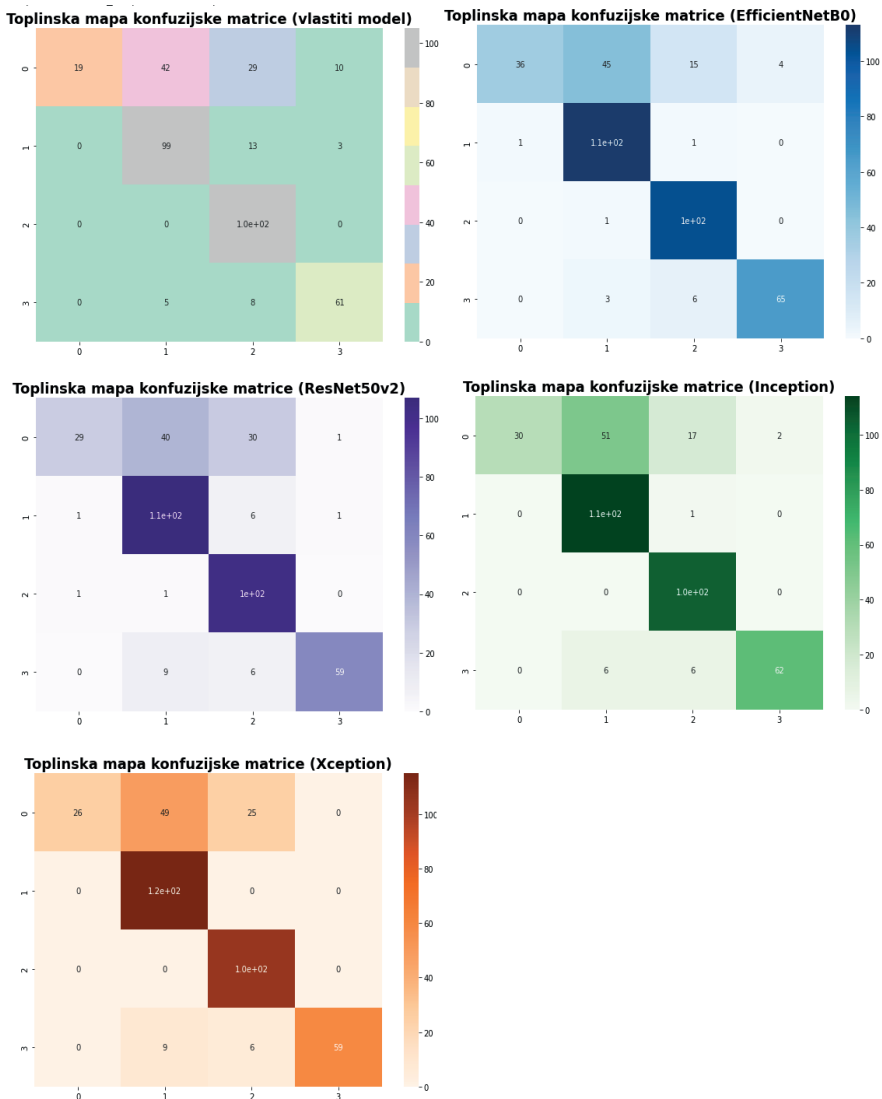 Toplinska mapa konfuzijske matrice (vlastiti model)
0 19 42 29 10
1 0 99 13 3
2 0 0 1.0e+02 0
3 0 5 8 61
0 1 2 3
100
80
60
40
20
0
Toplinska mapa konfuzijske matrice (EfficientNetB0)
0 36 45 15 4
1 1 1.1e+02 1 0
2 0 1 1e+02 0
3 0 3 6 65
0 1 2 3
100
80
60
40
20
0
Toplinska mapa konfuzijske matrice (ResNet50v2)
0 29 40 30 1
1 1 1.1e+02 6 1
2 1 1 1e+02 0
3 0 9 6 59
0 1 2 3
100
80
60
40
20
0
Toplinska mapa konfuzijske matrice (Inception)
0 30 51 17 2
1 0 1.1e+02 1 0
2 0 0 1.0e+02 0
3 0 6 6 62
0 1 2 3
100
80
60
40
20
0
Toplinska mapa konfuzijske matrice (Xception)
0 26 49 25 0
1 0 1.2e+02 0 0
2 0 0 1.0e+02 0
3 0 9 6 59
0 1 2 3
100
80
60
40
20
0